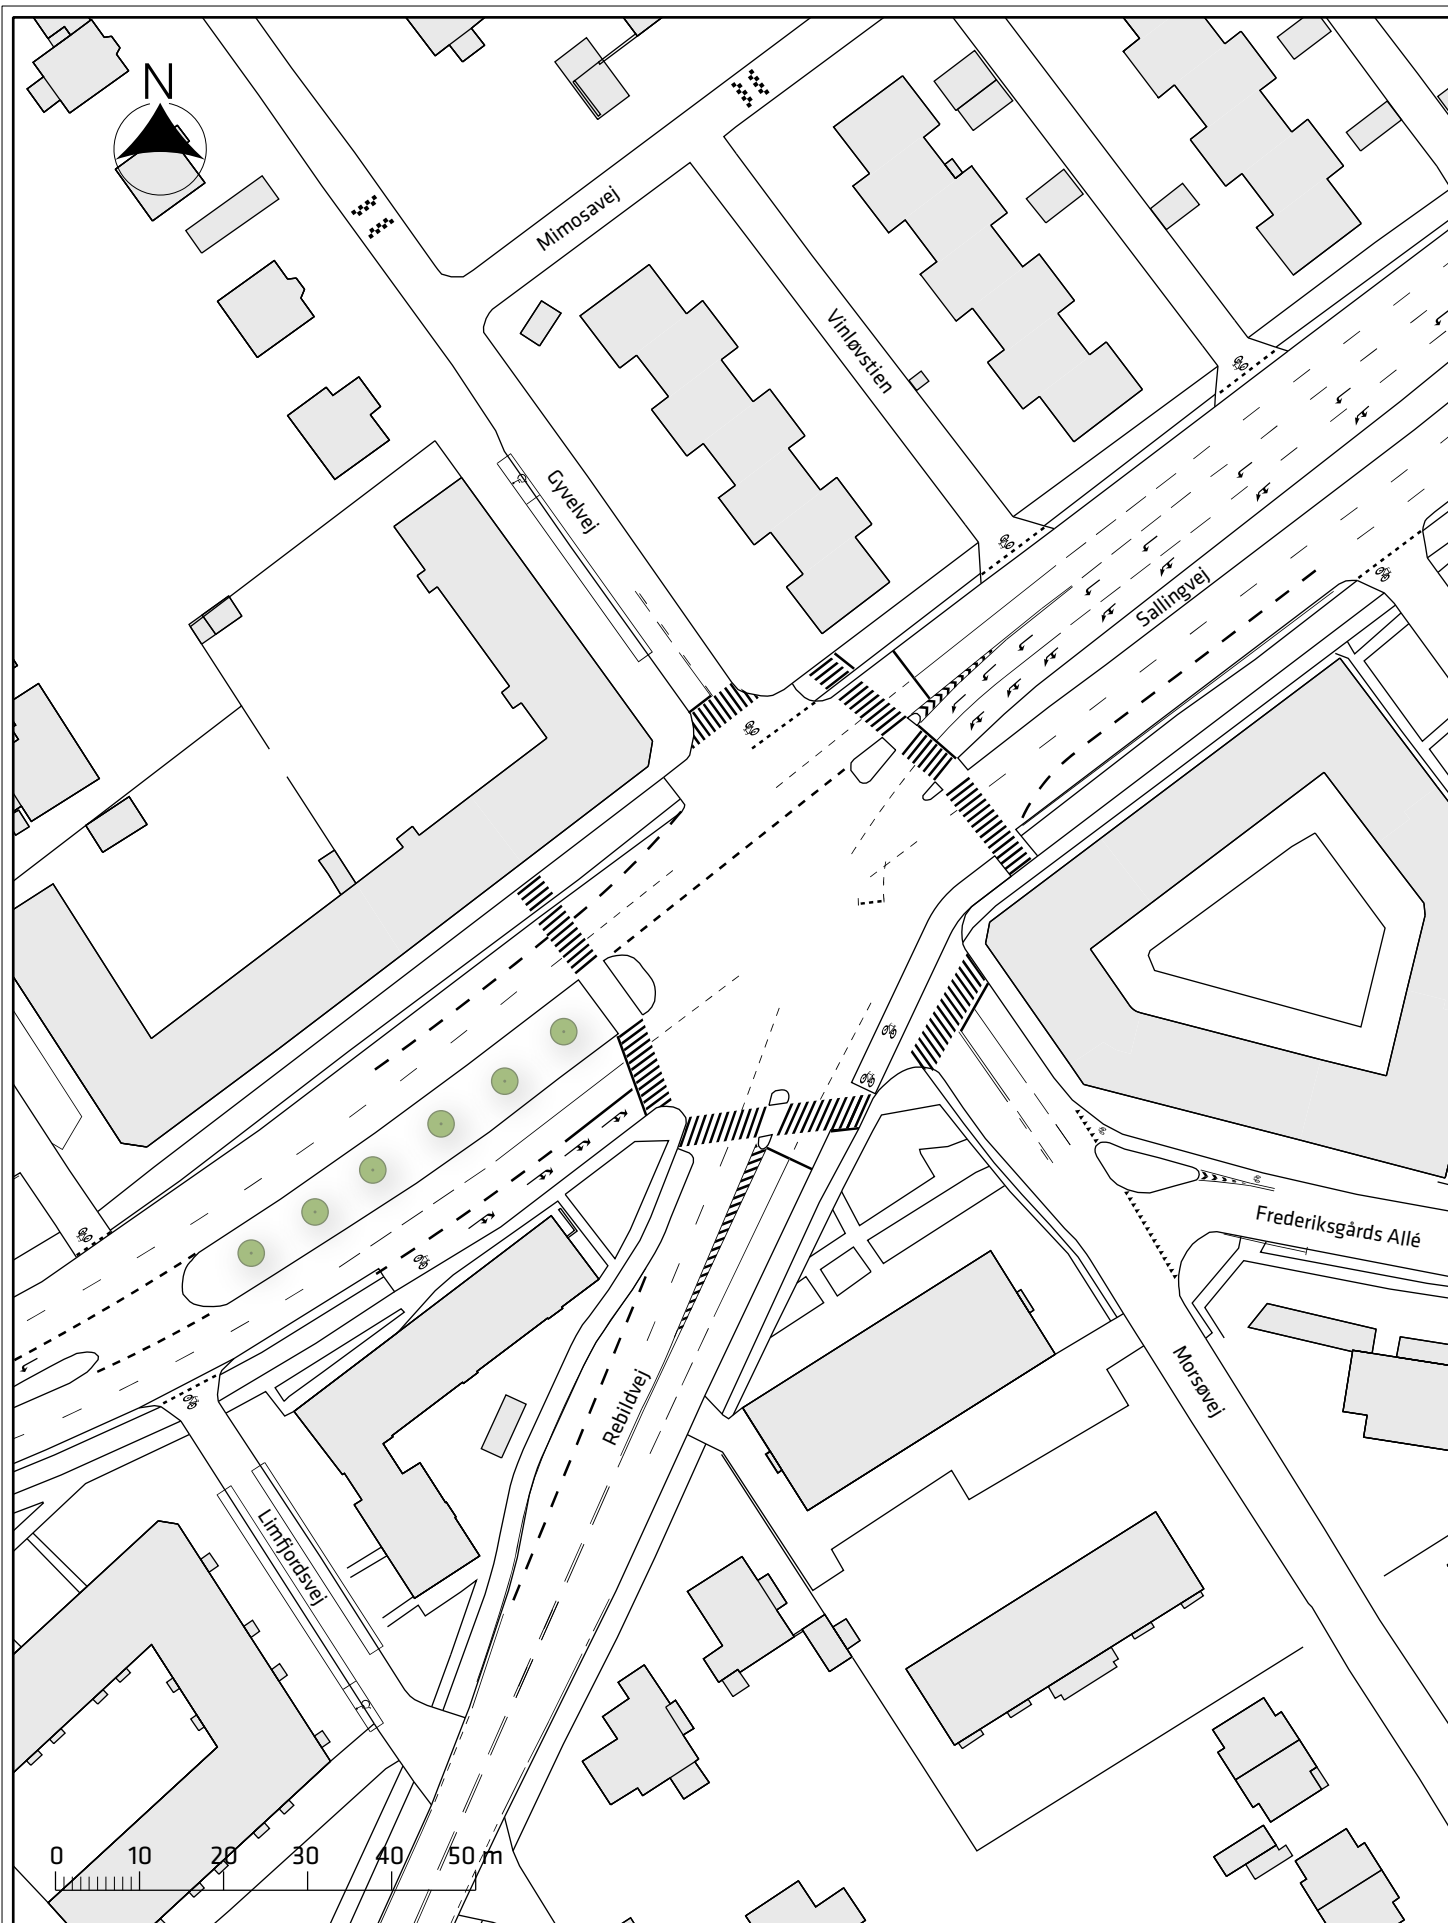 N
Mimosavej
Vinløvstien
Gyvelvej
Sallingvej
Frederiksgårds Allé
Rebildvej
Morsøvej
Limfjordsvej
0 10 20 30 40 50 m